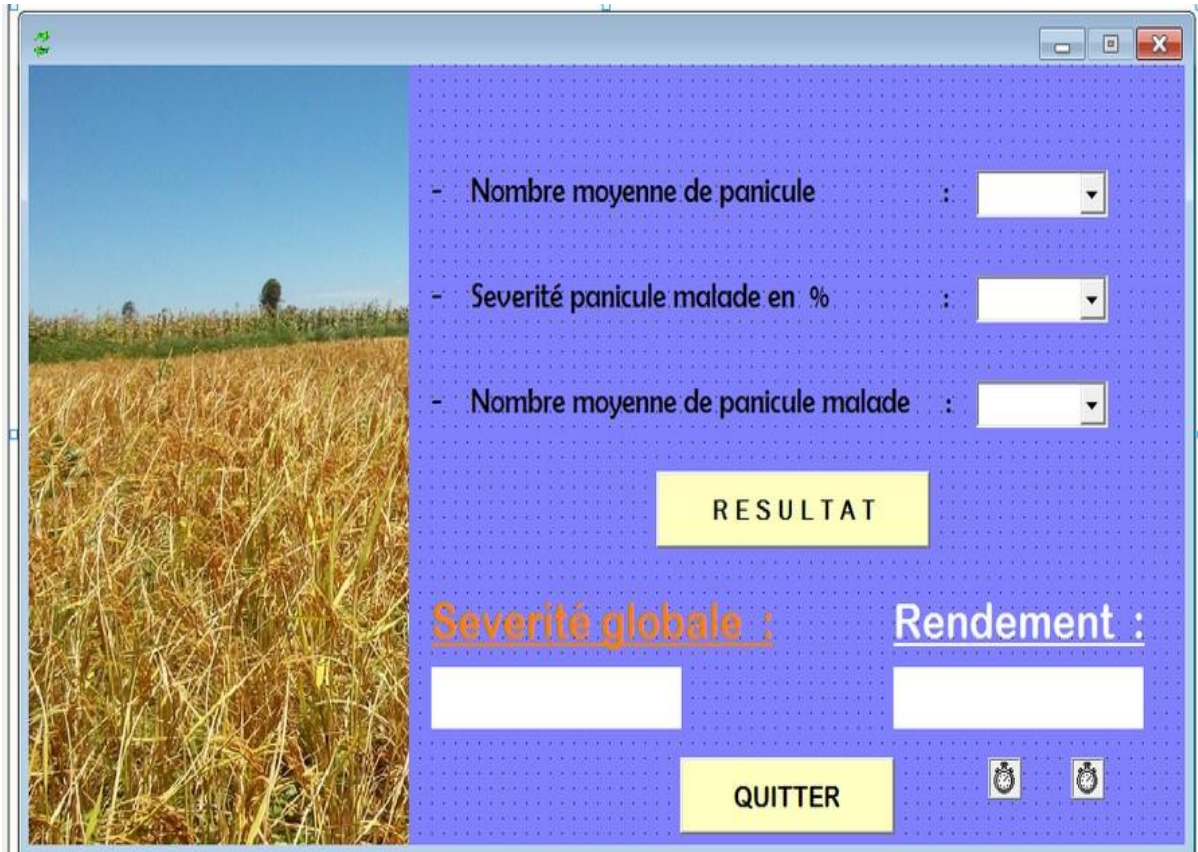 - Nombre moyenne de panicule :
- Severité panicule malade en % :
- Nombre moyenne de panicule malade :
RESULTAT
Severité globale : Rendement :
QUITTER